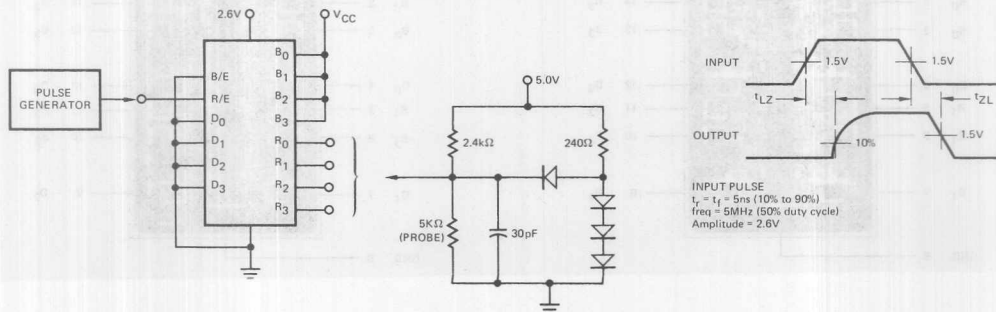 2.6V
V_CC
PULSE
GENERATOR
B/E
R/E
D0
D1
D2
D3
B0
B1
B2
B3
R0
R1
R2
R3
5.0V
2.4kΩ
240Ω
5KΩ
(PROBE)
30pF
INPUT
1.5V
1.5V
tLZ
tZL
OUTPUT
10%
1.5V
INPUT PULSE
tr = tf = 5ns (10% to 90%)
freq = 5MHz (50% duty cycle)
Amplitude = 2.6V